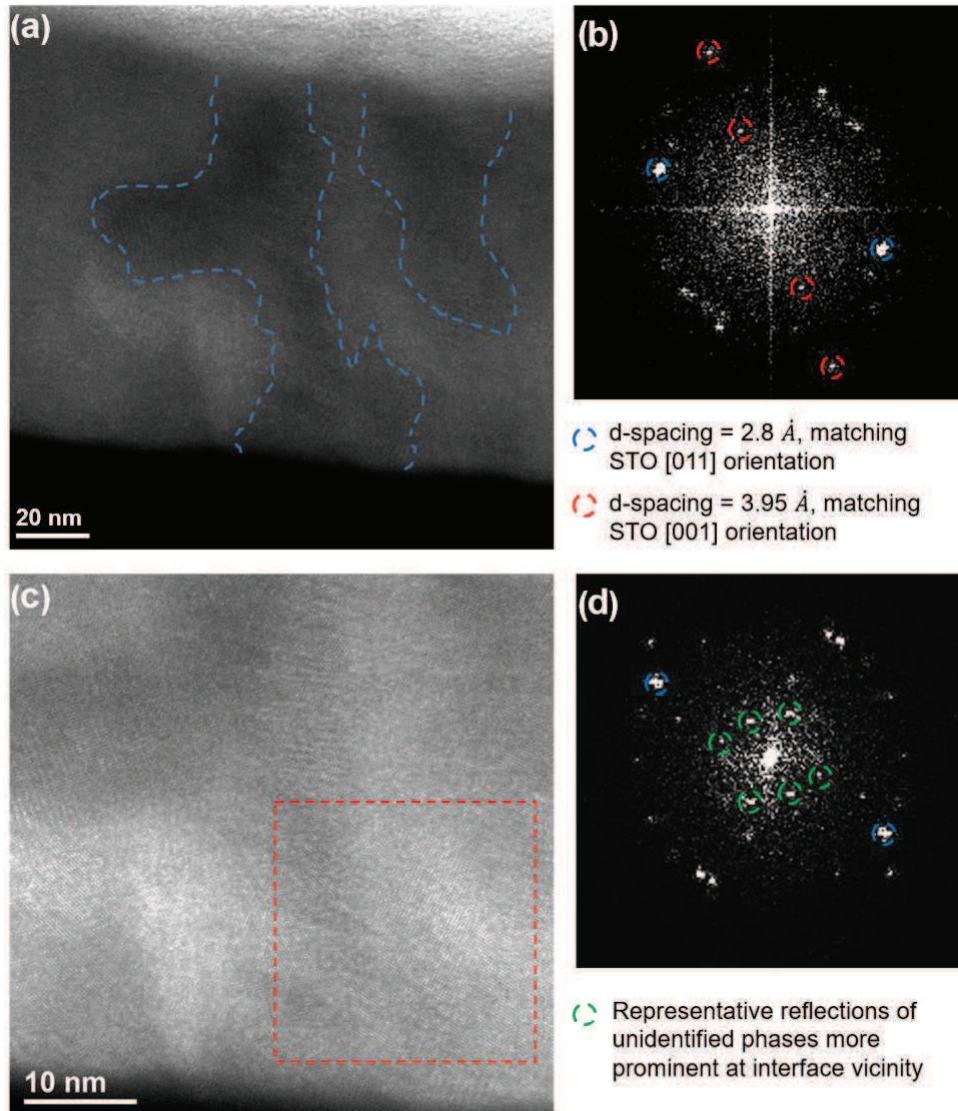 (a)
20 nm
(b)
d-spacing = 2.8 Å, matching
STO [011] orientation
d-spacing = 3.95 Å, matching
STO [001] orientation
(c)
10 nm
(d)
Representative reflections of
unidentified phases more
prominent at interface vicinity